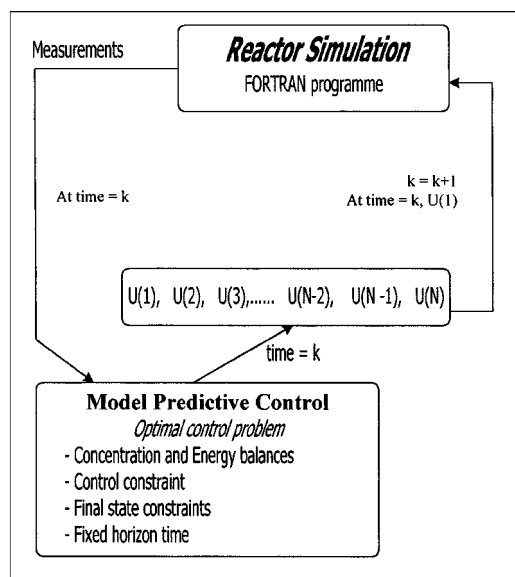 Reactor Simulation
Measurements
FORTRAN programme
k = k+1
At time = k
At time = k, U(1)
U(1), U(2), U(3),...... U(N-2), U(N -1), U(N)
time = k
Model Predictive Control
Optimal control problem
- Concentration and Energy balances
- Control constraint
- Final state constraints
- Fixed horizon time